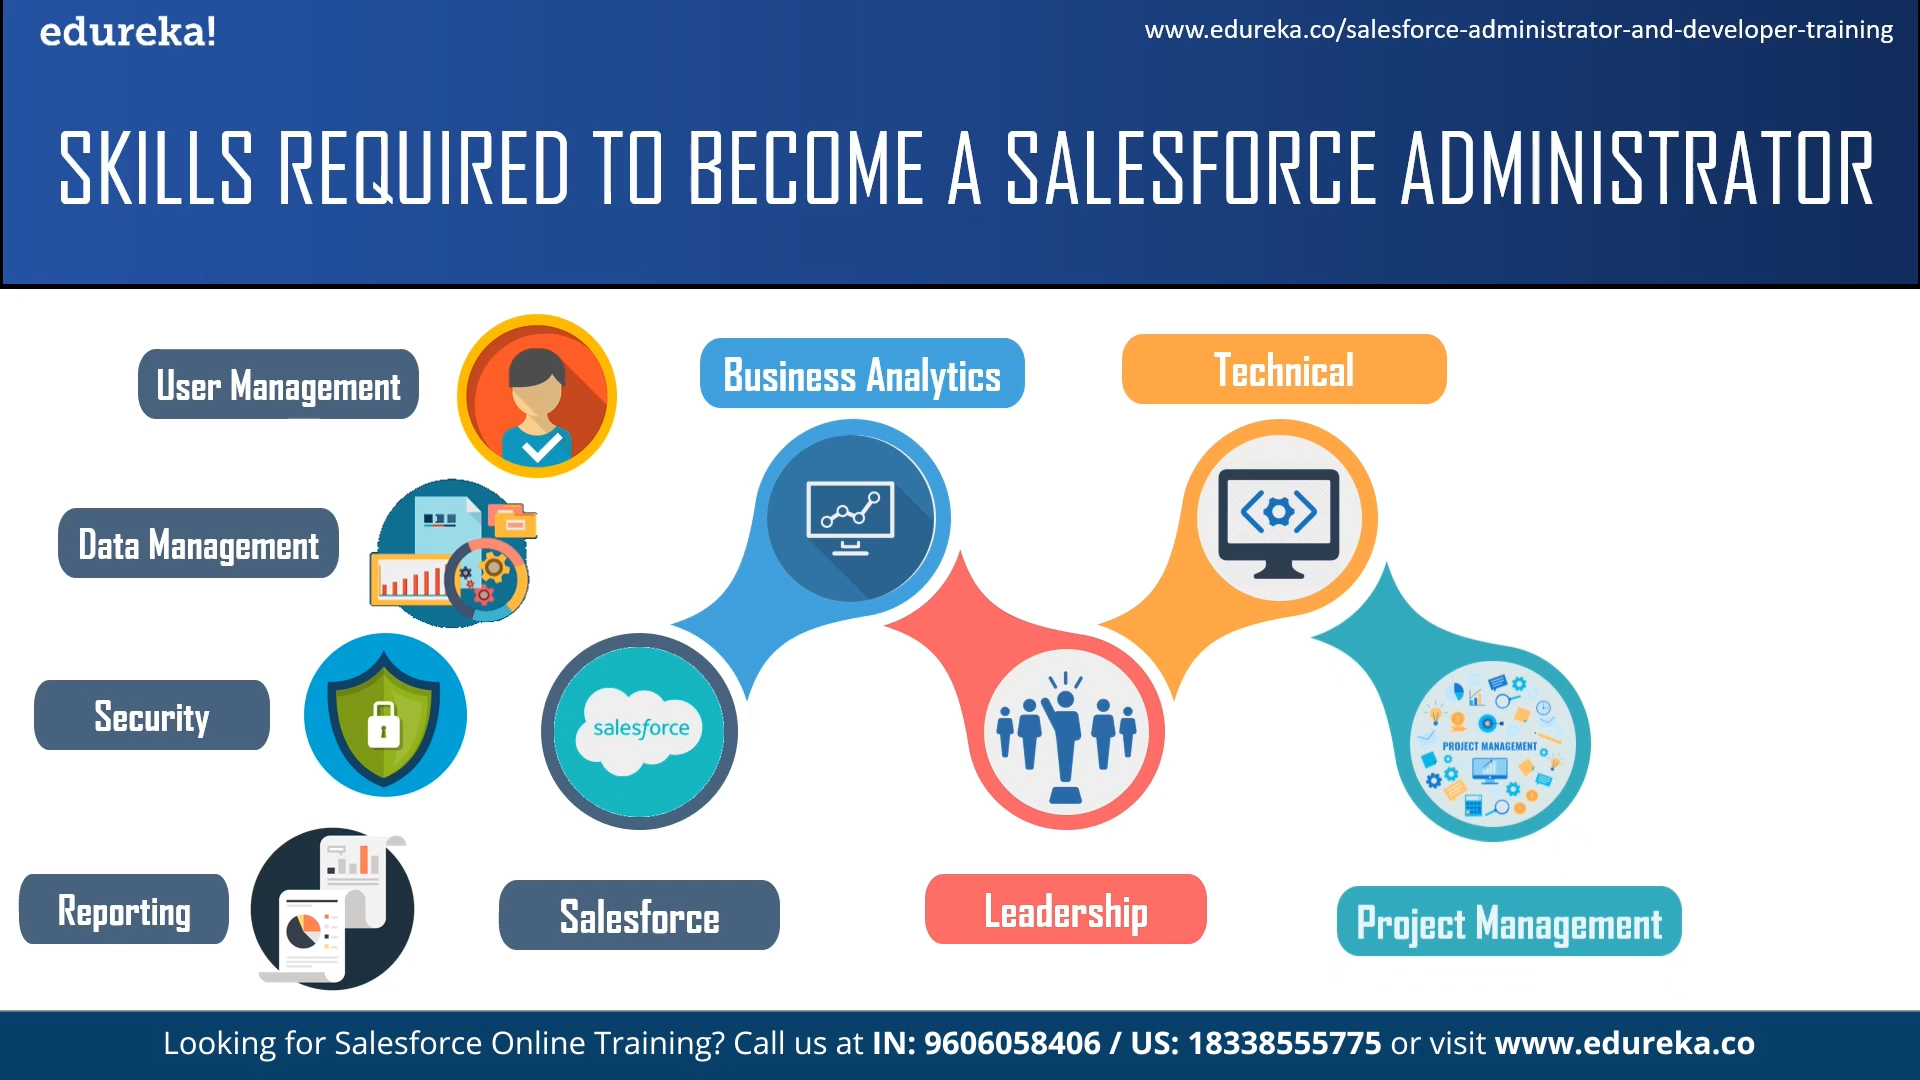 edureka!
www.edureka.co/salesforce-administrator-and-developer-training
SKILLS REQUIRED TO BECOME A SALESFORCE ADMINISTRATOR
User Management
Business Analytics
Technical
Data Management
Security
salesforce
PROJECT MANAGEMENT
Reporting
Salesforce
Leadership
Project Management
Looking for Salesforce Online Training? Call us at IN: 9606058406 / US: 18338555775 or visit www.edureka.co